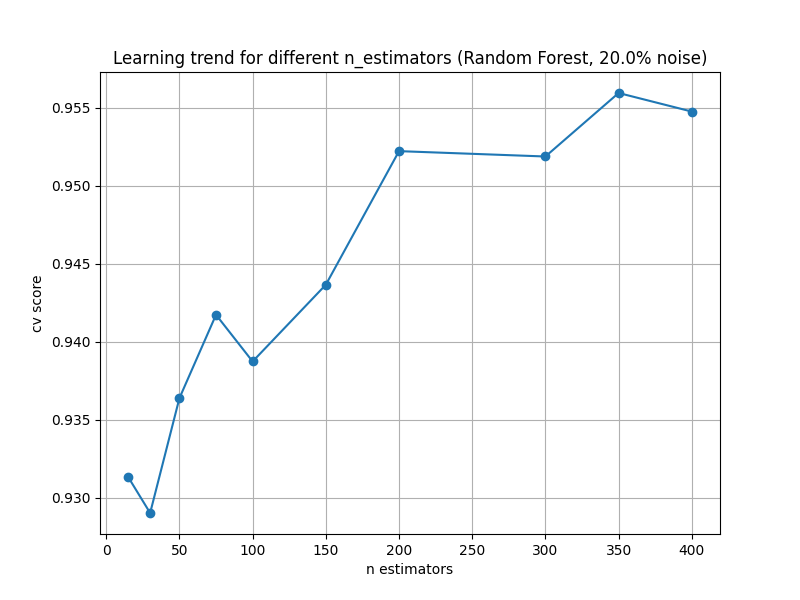 Learning trend for different n_estimators (Random Forest, 20.0% noise)
0.955
0.950
0.945
0.940
0.935
0.930
cv score
0 50 100 150 200 250 300 350 400
n estimators